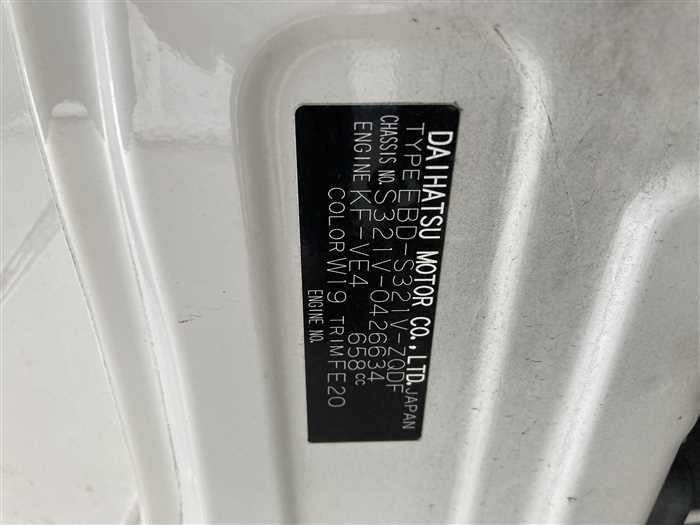 DAIHATSU MOTOR CO., LTD. JAPAN
TYPE EBD-S321V-ZQDF
CHASSIS NO. S321V-0426634
ENGINE KF-VE4 658cc
COLOR W19 TRIM FE20
ENGINE NO.